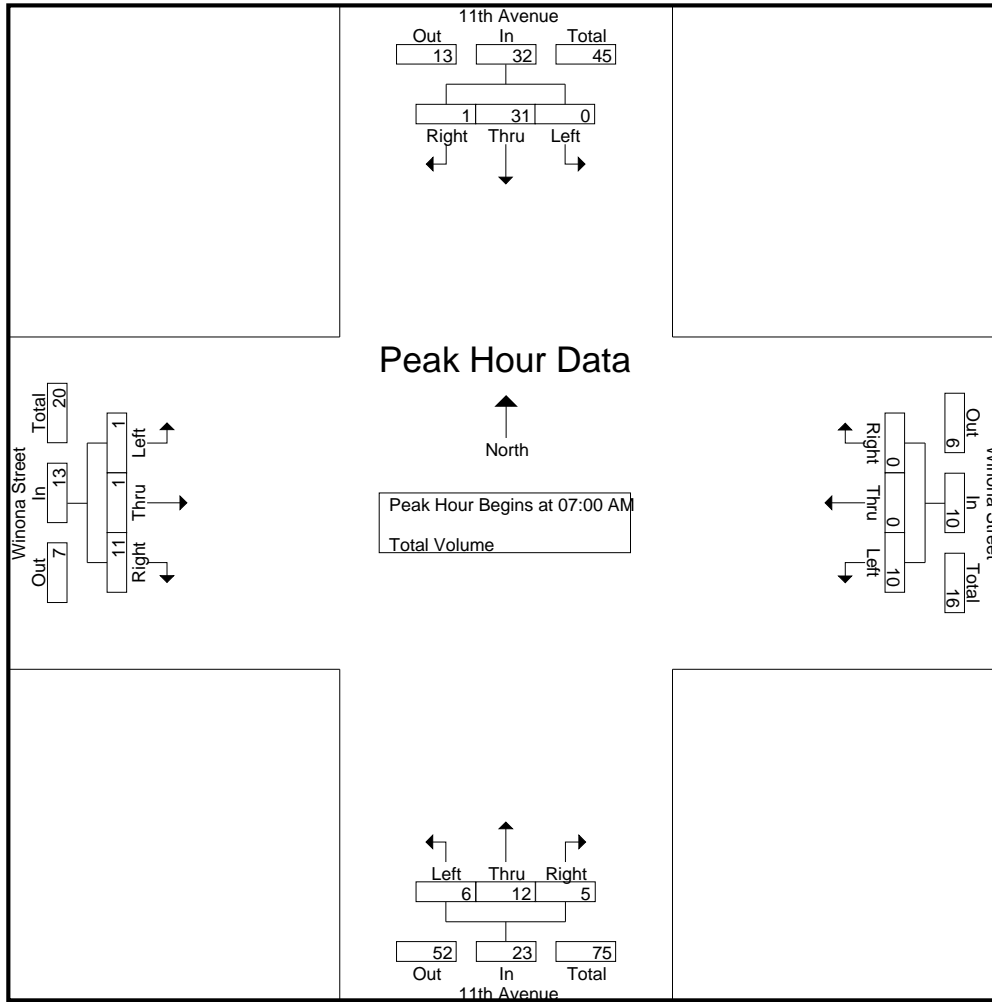 11th Avenue
Out In Total
13 32 45
1 31 0
Right Thru Left
Peak Hour Data
North
Peak Hour Begins at 07:00 AM
Total Volume
Winona Street
Total In Out
20 13 7
1 1 11
Left Thru Right
Winona Street
Out In Total
6 10 16
0 0 10
Right Thru Left
Left Thru Right
6 12 5
52 23 75
Out In Total
11th Avenue